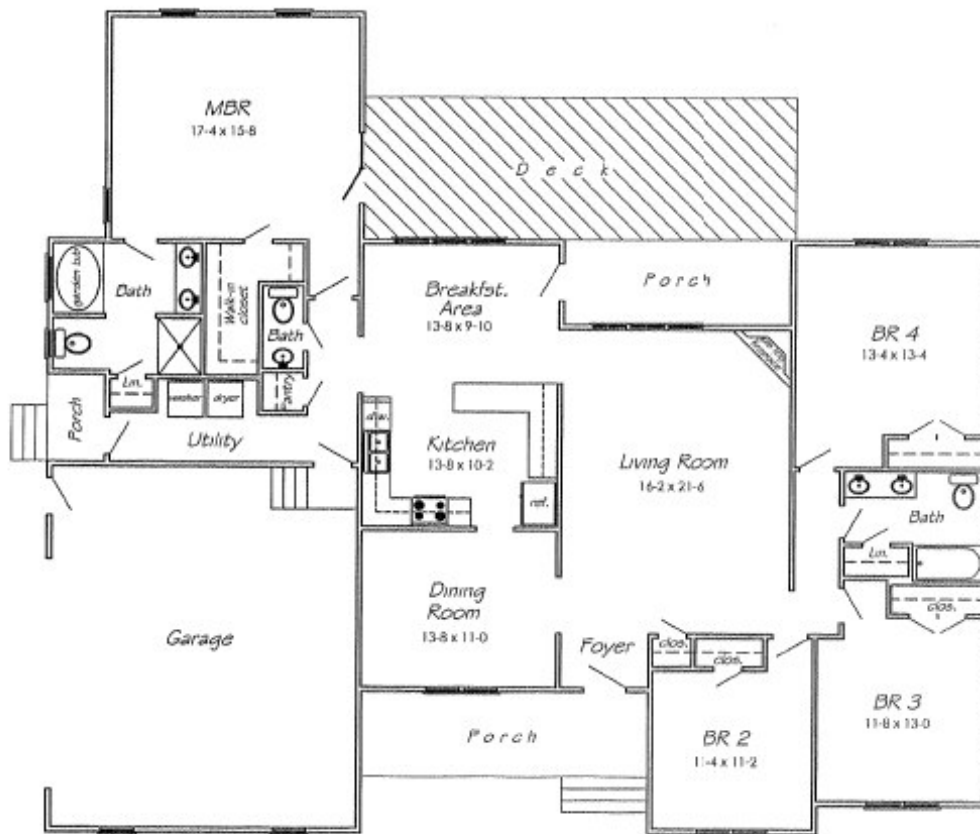 MBR
17-4 x 15-8
Deck
garden tub
Bath
Walk-in
closet
Bath
Breakfst.
Area
13-8 x 9-10
Porch
BR 4
13-4 x 13-4
Lin.
washer
dryer
pantry
Porch
Utility
d.w.
Kitchen
13-8 x 10-2
ref.
Living Room
16-2 x 21-6
Bath
Lin.
clos.
Dining
Room
13-8 x 11-0
Garage
Foyer
clos.
clos.
Porch
BR 2
11-4 x 11-2
BR 3
11-8 x 13-0